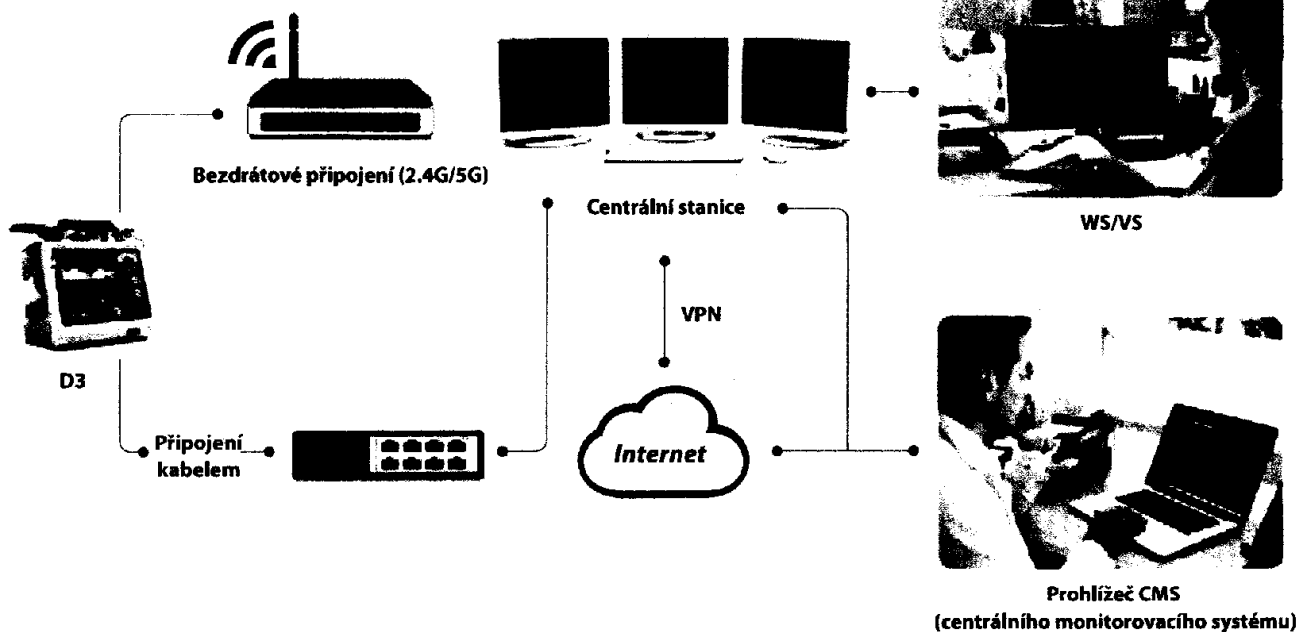 Bezdrátové připojení (2.4G/5G)
Centrální stanice
WS/VS
D3
VPN
Připojení
kabelem
Internet
Prohlížeč CMS
(centrálního monitorovacího systému)